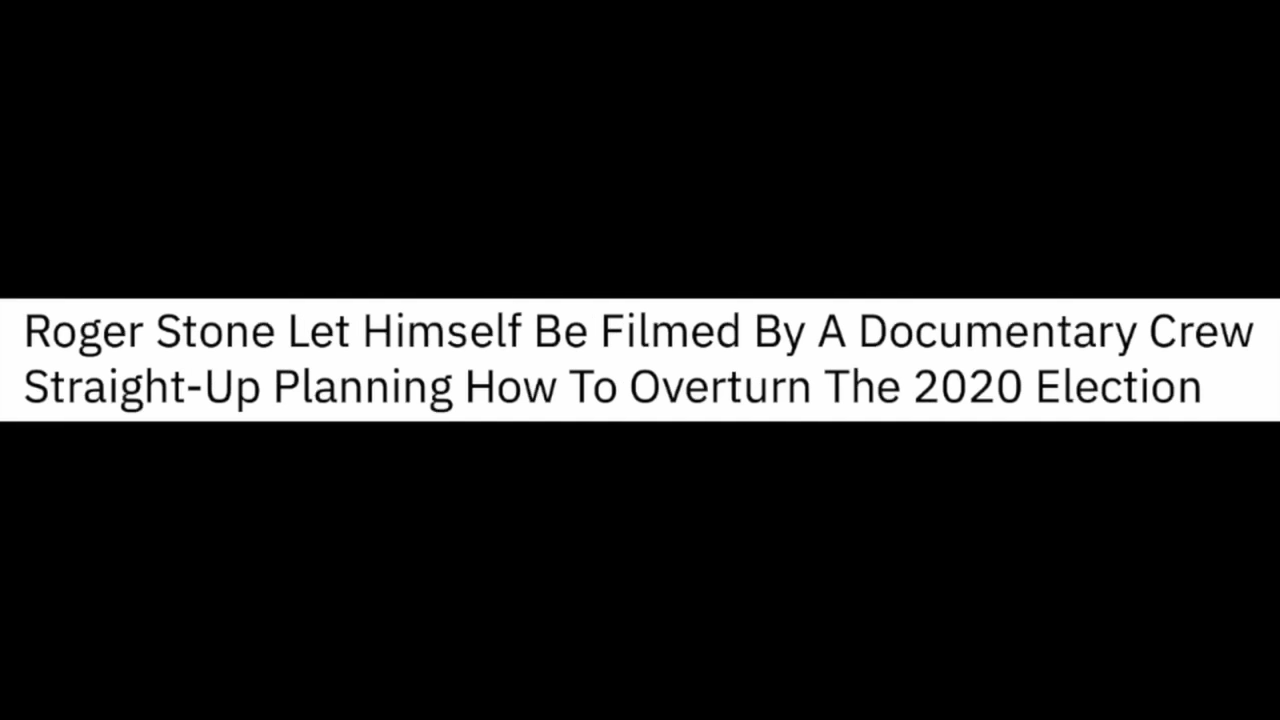 Roger Stone Let Himself Be Filmed By A Documentary Crew
Straight-Up Planning How To Overturn The 2020 Election